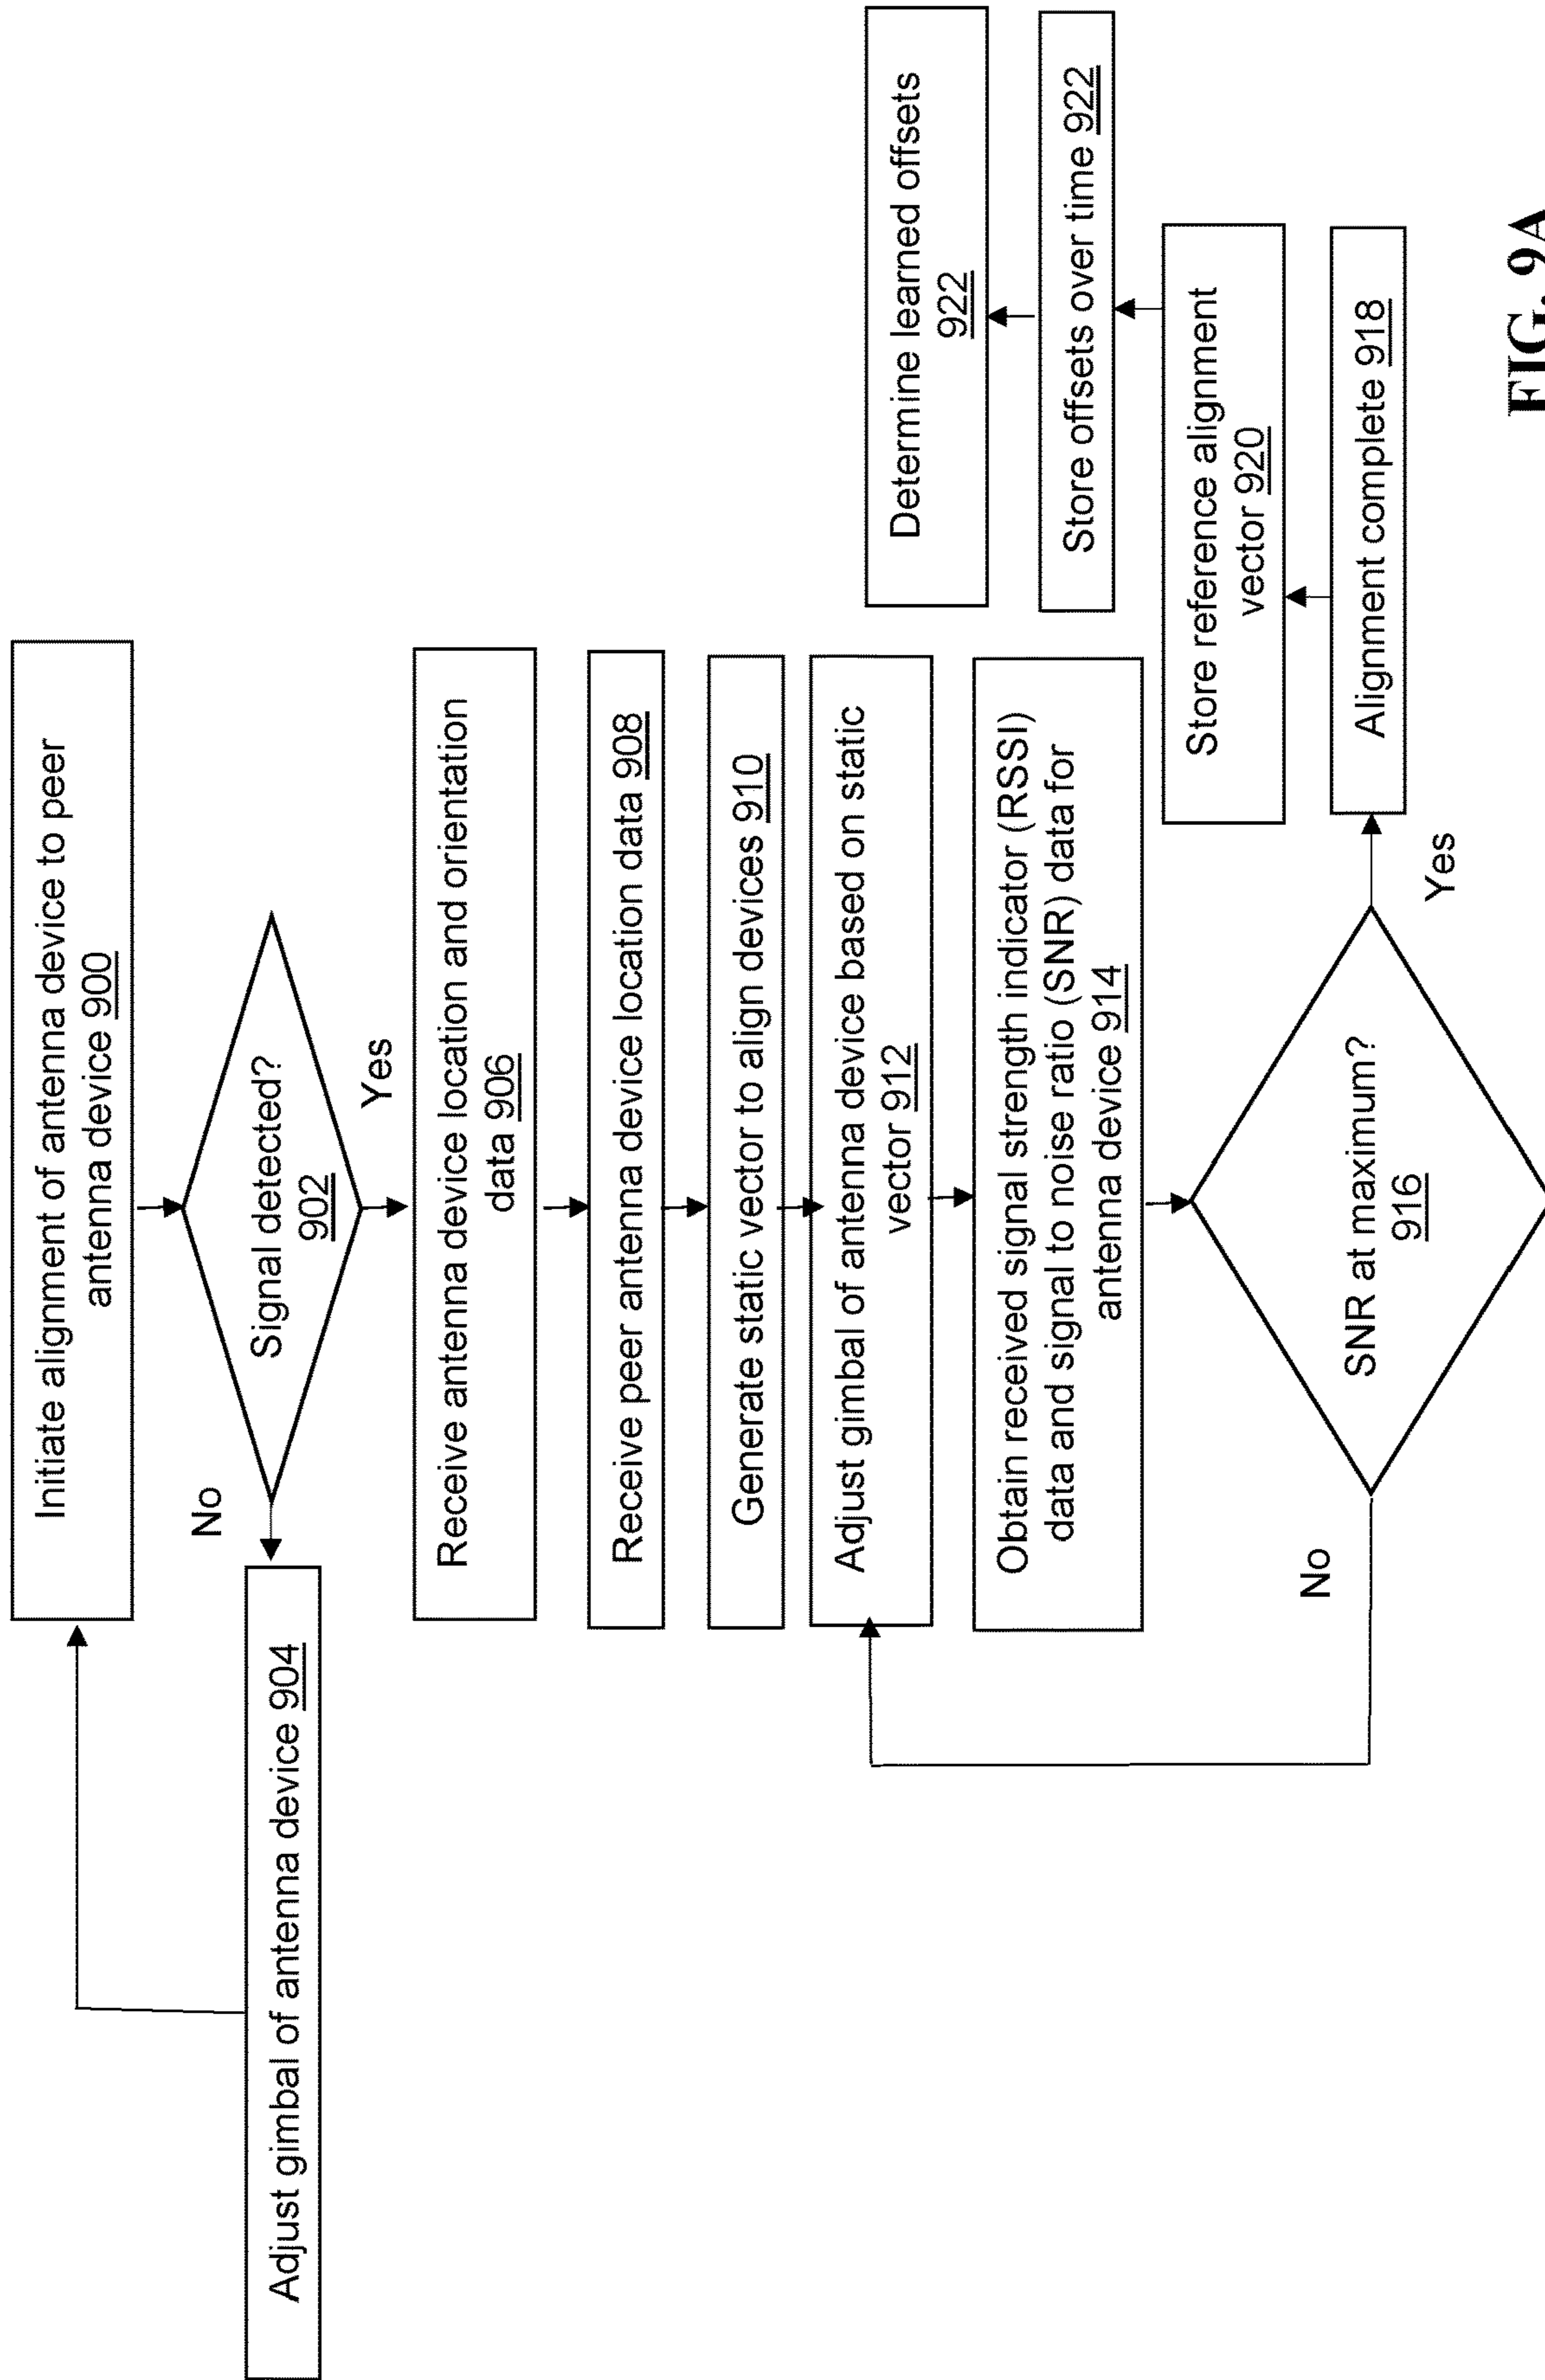 Initiate alignment of antenna device to peer
antenna device 900
Signal detected?
902
No
Yes
Adjust gimbal of antenna device 904
Receive antenna device location and orientation
data 906
Receive peer antenna device location data 908
Generate static vector to align devices 910
Adjust gimbal of antenna device based on static
vector 912
Obtain received signal strength indicator (RSSI)
data and signal to noise ratio (SNR) data for
antenna device 914
SNR at maximum?
916
No
Yes
Alignment complete 918
Store reference alignment
vector 920
Store offsets over time 922
Determine learned offsets
922
FIG. 9A